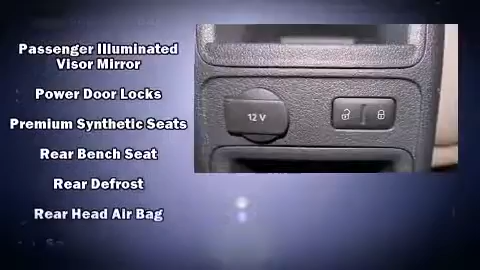 Passenger Illuminated
Visor Mirror
Power Door Locks
Premium Synthetic Seats
Rear Bench Seat
Rear Defrost
Rear Head Air Bag
12 V